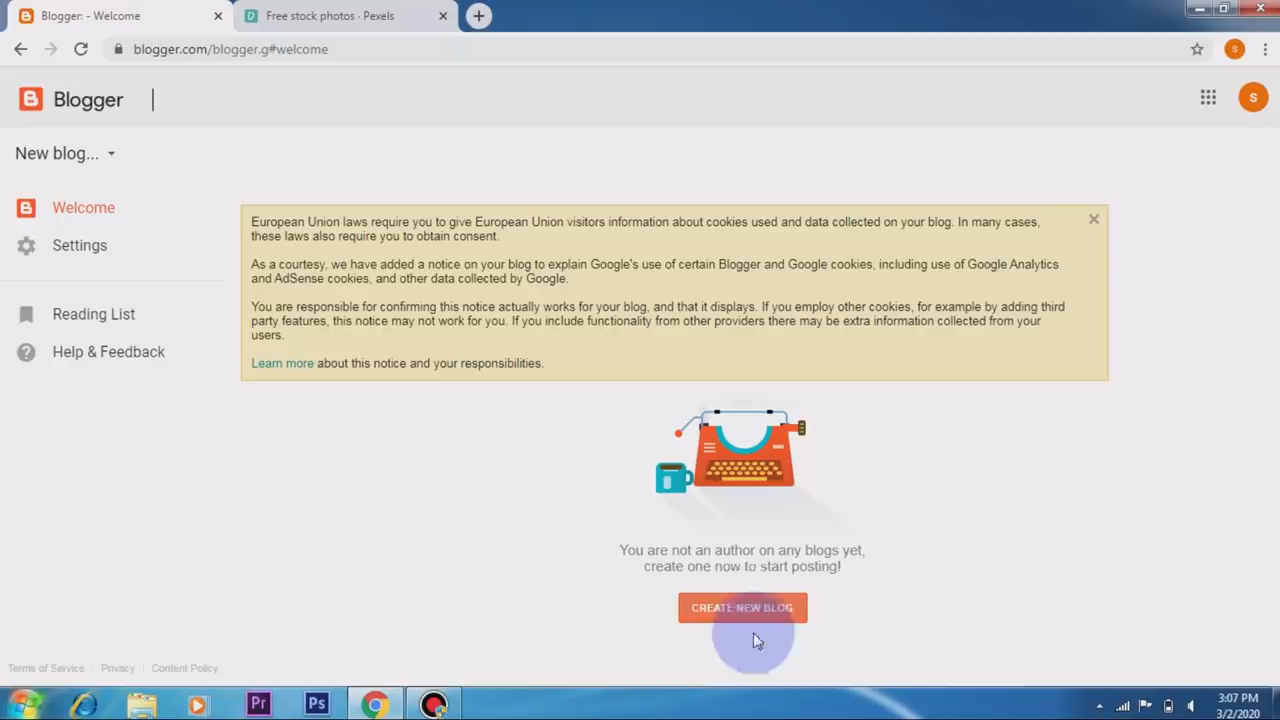 Blogger: - Welcome
Free stock photos · Pexels
blogger.com/blogger.g#welcome
S
Blogger
S
New blog...
Welcome
Settings
Reading List
Help & Feedback
European Union laws require you to give European Union visitors information about cookies used and data collected on your blog. In many cases,
these laws also require you to obtain consent.
As a courtesy, we have added a notice on your blog to explain Google's use of certain Blogger and Google cookies, including use of Google Analytics
and AdSense cookies, and other data collected by Google.
You are responsible for confirming this notice actually works for your blog, and that it displays. If you employ other cookies, for example by adding third
party features, this notice may not work for you. If you include functionality from other providers there may be extra information collected from your
users.
Learn more about this notice and your responsibilities.
You are not an author on any blogs yet,
create one now to start posting!
CREATE NEW BLOG
Terms of Service
Privacy
Content Policy
Pr
Ps
3:07 PM
3/2/2020